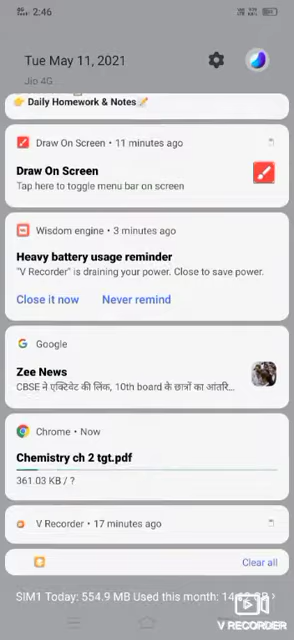 2:46
Tue May 11, 2021
Jio 4G
👉 Daily Homework & Notes📝
Draw On Screen • 11 minutes ago
Draw On Screen
Tap here to toggle menu bar on screen
Wisdom engine • 3 minutes ago
Heavy battery usage reminder
"V Recorder" is draining your power. Close to save power.
Close it now Never remind
Google
Zee News
CBSE ने एक्टिवेट की लिंक, 10th board के छात्रों का आंतरि...
Chrome • Now
Chemistry ch 2 tgt.pdf
361.03 KB / ?
V Recorder • 17 minutes ago
Clear all
SIM1 Today: 554.9 MB Used this month:
V RECORDER